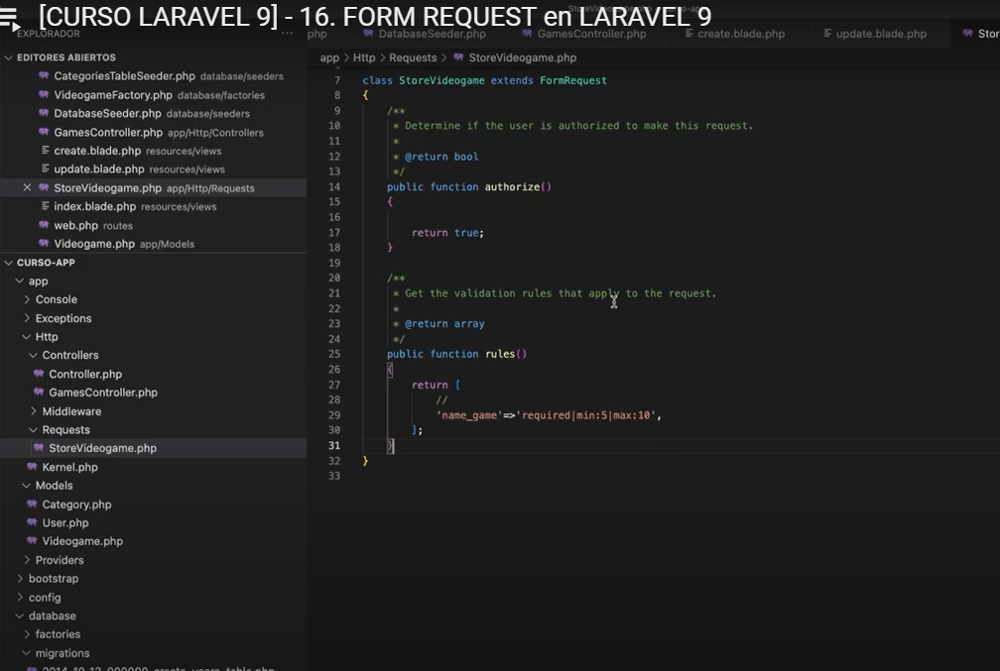 [CURSO LARAVEL 9] - 16. FORM REQUEST en LARAVEL 9
EXPLORADOR ...
php DatabaseSeeder.php GamesController.php create.blade.php update.blade.php Stor
EDITORES ABIERTOS
CategoriesTableSeeder.php database/seeders
VideogameFactory.php database/factories
DatabaseSeeder.php database/seeders
GamesController.php app/Http/Controllers
create.blade.php resources/views
update.blade.php resources/views
StoreVideogame.php app/Http/Requests
index.blade.php resources/views
web.php routes
Videogame.php app/Models
CURSO-APP
app
Console
Exceptions
Http
Controllers
Controller.php
GamesController.php
Middleware
Requests
StoreVideogame.php
Kernel.php
Models
Category.php
User.php
Videogame.php
Providers
bootstrap
config
database
factories
migrations
app > Http > Requests > StoreVideogame.php
7 class StoreVideogame extends FormRequest
8 {
9 /**
10 * Determine if the user is authorized to make this request.
11 *
12 * @return bool
13 */
14 public function authorize()
15 {
16
17 return true;
18 }
19
20 /**
21 * Get the validation rules that apply to the request.
22 *
23 * @return array
24 */
25 public function rules()
26 {
27 return [
28 //
29 'name_game'=>'required|min:5|max:10',
30 ];
31 }
32 }
33